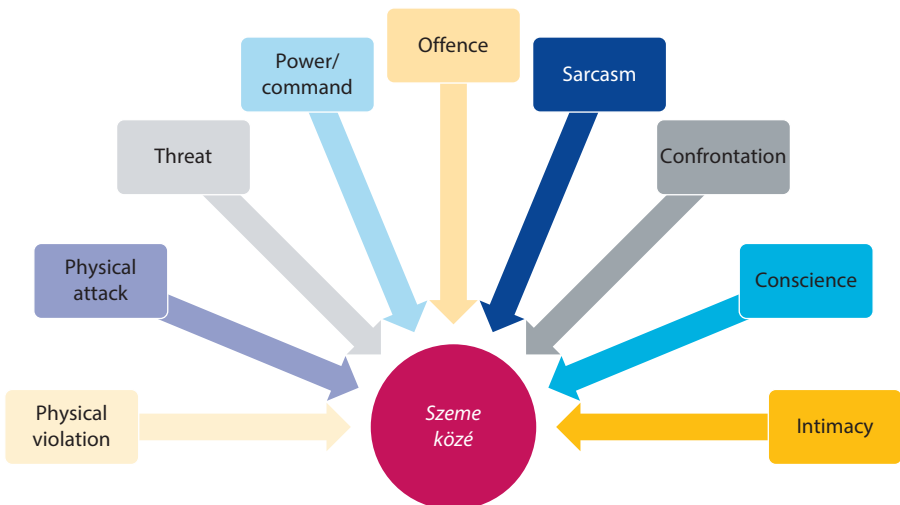 Offence
Power/
command
Sarcasm
Threat
Confrontation
Physical
attack
Conscience
Physical
violation
Szeme
közé
Intimacy